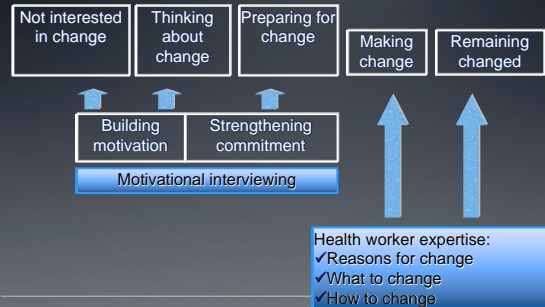 Not interested
in change
Thinking
about
change
Preparing for
change
Making
change
Remaining
changed
Building
motivation
Strengthening
commitment
Motivational interviewing
Health worker expertise:
✓Reasons for change
✓What to change
✓How to change